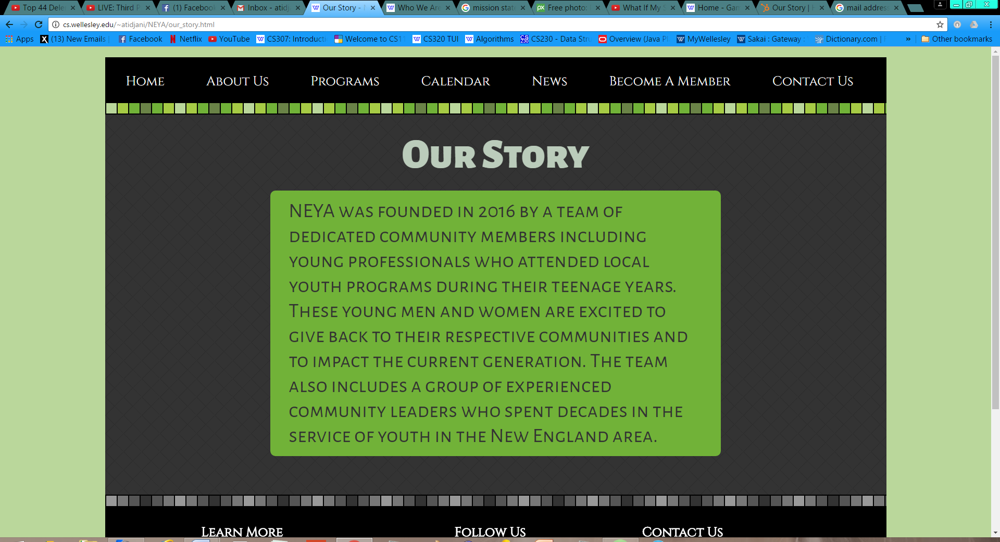 Top 44 Dele
LIVE: Third P
(1) Facebook
Inbox - atidj
Our Story -
Who We Are
mission state
Free photo:
What If My S
Home - Gan
Our Story | H
mail address
cs.wellesley.edu/~atidjani/NEYA/our_story.html
Apps
(13) New Emails |
Facebook
Netflix
YouTube
CS307: Introducti
Welcome to CS11
CS320 TUI
Algorithms
CS230 - Data Stru
Overview (Java Pl
MyWellesley
Sakai : Gateway :
Dictionary.com |
»
Other bookmarks
Home
About Us
Programs
Calendar
News
Become A Member
Contact Us
Our Story
NEYA was founded in 2016 by a team of
dedicated community members including
young professionals who attended local
youth programs during their teenage years.
These young men and women are excited to
give back to their respective communities and
to impact the current generation. The team
also includes a group of experienced
community leaders who spent decades in the
service of youth in the New England area.
Learn More
Follow Us
Contact Us